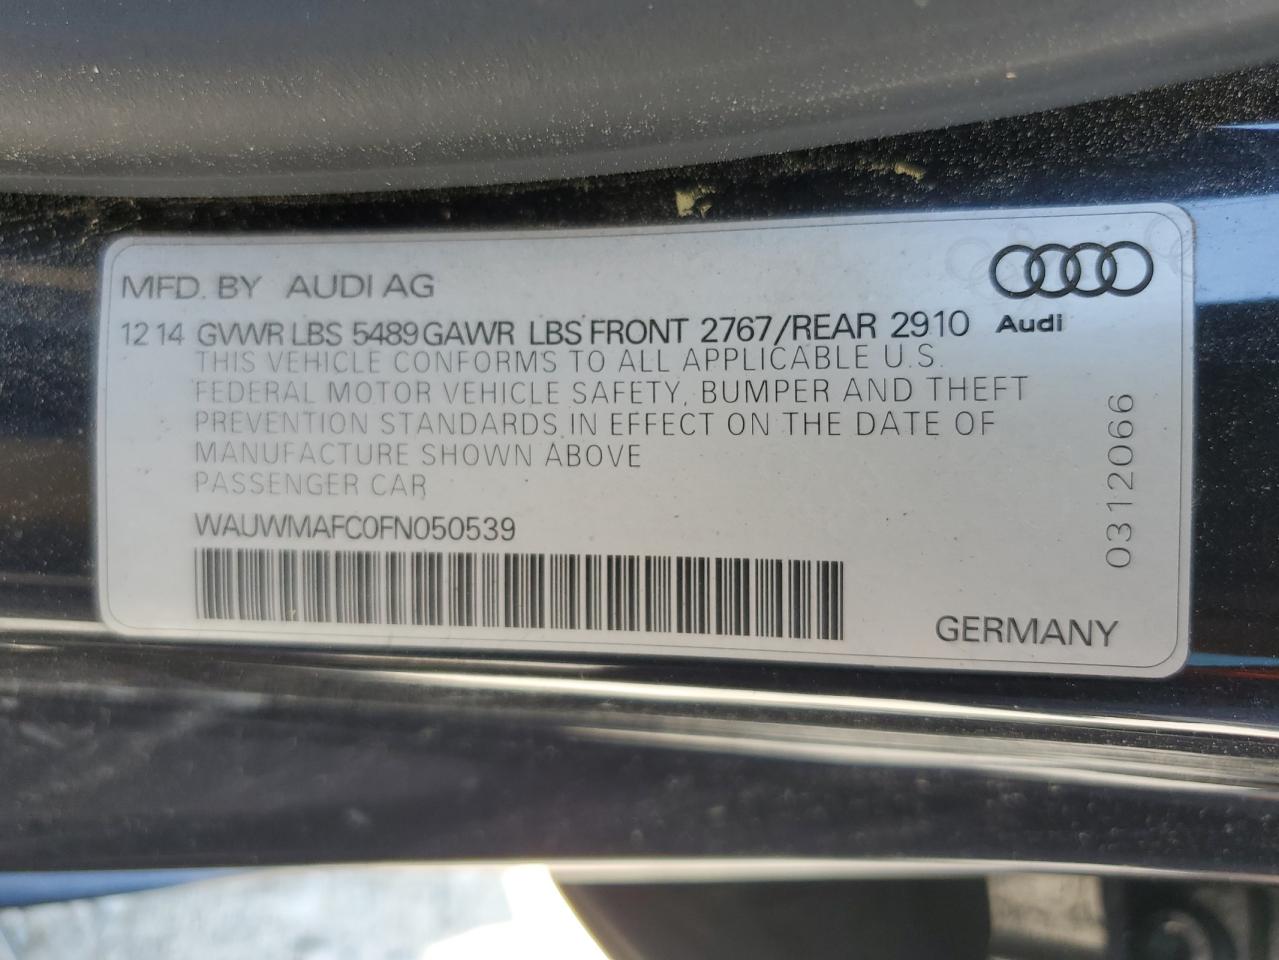 MFD. BY AUDI AG
12 14 GVWR LBS 5489 GAWR LBS FRONT 2767/REAR 2910
Audi
THIS VEHICLE CONFORMS TO ALL APPLICABLE U.S.
FEDERAL MOTOR VEHICLE SAFETY, BUMPER AND THEFT
PREVENTION STANDARDS IN EFFECT ON THE DATE OF
MANUFACTURE SHOWN ABOVE
PASSENGER CAR
WAUWMAFC0FN050539
0312066
GERMANY